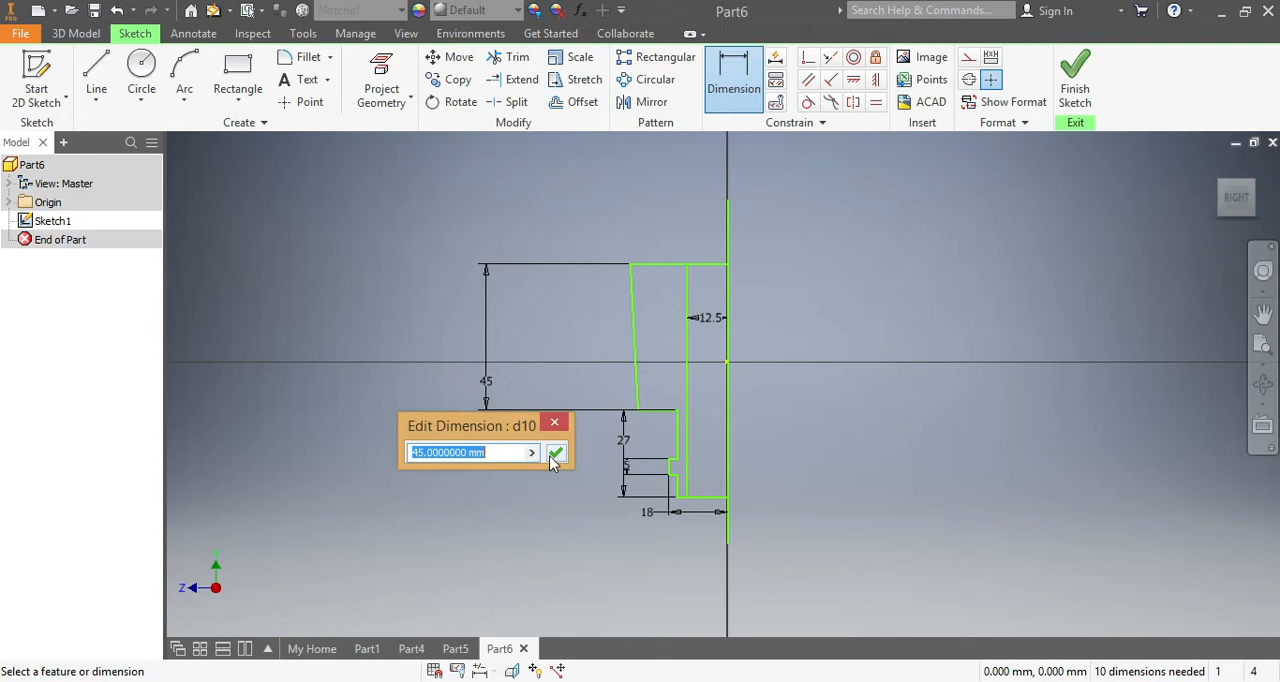 PRO
Material
Default
Part6
Search Help & Commands...
Sign In
File
3D Model
Sketch
Annotate
Inspect
Tools
Manage
View
Environments
Get Started
Collaborate
Start
2D Sketch
Line
Circle
Arc
Rectangle
Fillet
Text
Point
Project
Geometry
Move
Copy
Rotate
Trim
Extend
Split
Scale
Stretch
Offset
Rectangular
Circular
Mirror
Dimension
Image
Points
ACAD
Show Format
Finish
Sketch
Sketch
Create
Modify
Pattern
Constrain
Insert
Format
Exit
Model
Part6
View: Master
Origin
Sketch1
End of Part
RIGHT
12.5
45
Edit Dimension : d10
45.0000000 mm
27
5
18
Z
Y
My Home
Part1
Part4
Part5
Part6
Select a feature or dimension
0.000 mm, 0.000 mm
10 dimensions needed
1
4